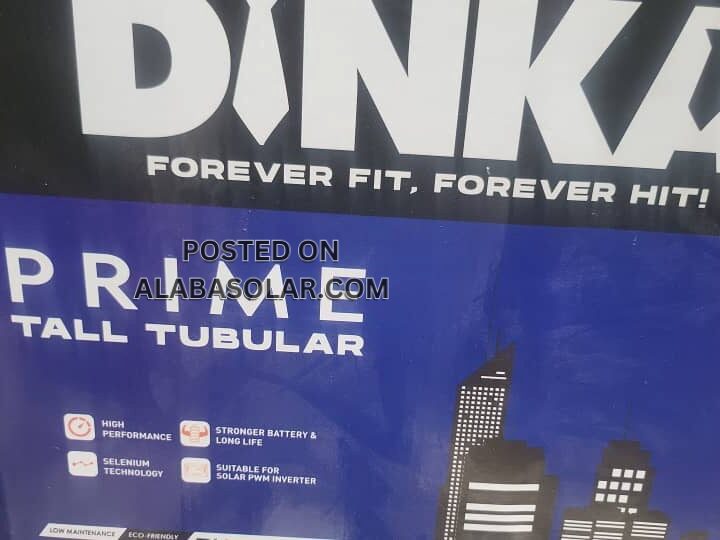 DINKA
FOREVER FIT, FOREVER HIT!
POSTED ON
ALABASOLAR.COM
PRIME
TALL TUBULAR
HIGH
PERFORMANCE
STRONGER BATTERY &
LONG LIFE
SELENIUM
TECHNOLOGY
SUITABLE FOR
SOLAR PWM INVERTER
LOW MAINTENANCE
ECO-FRIENDLY